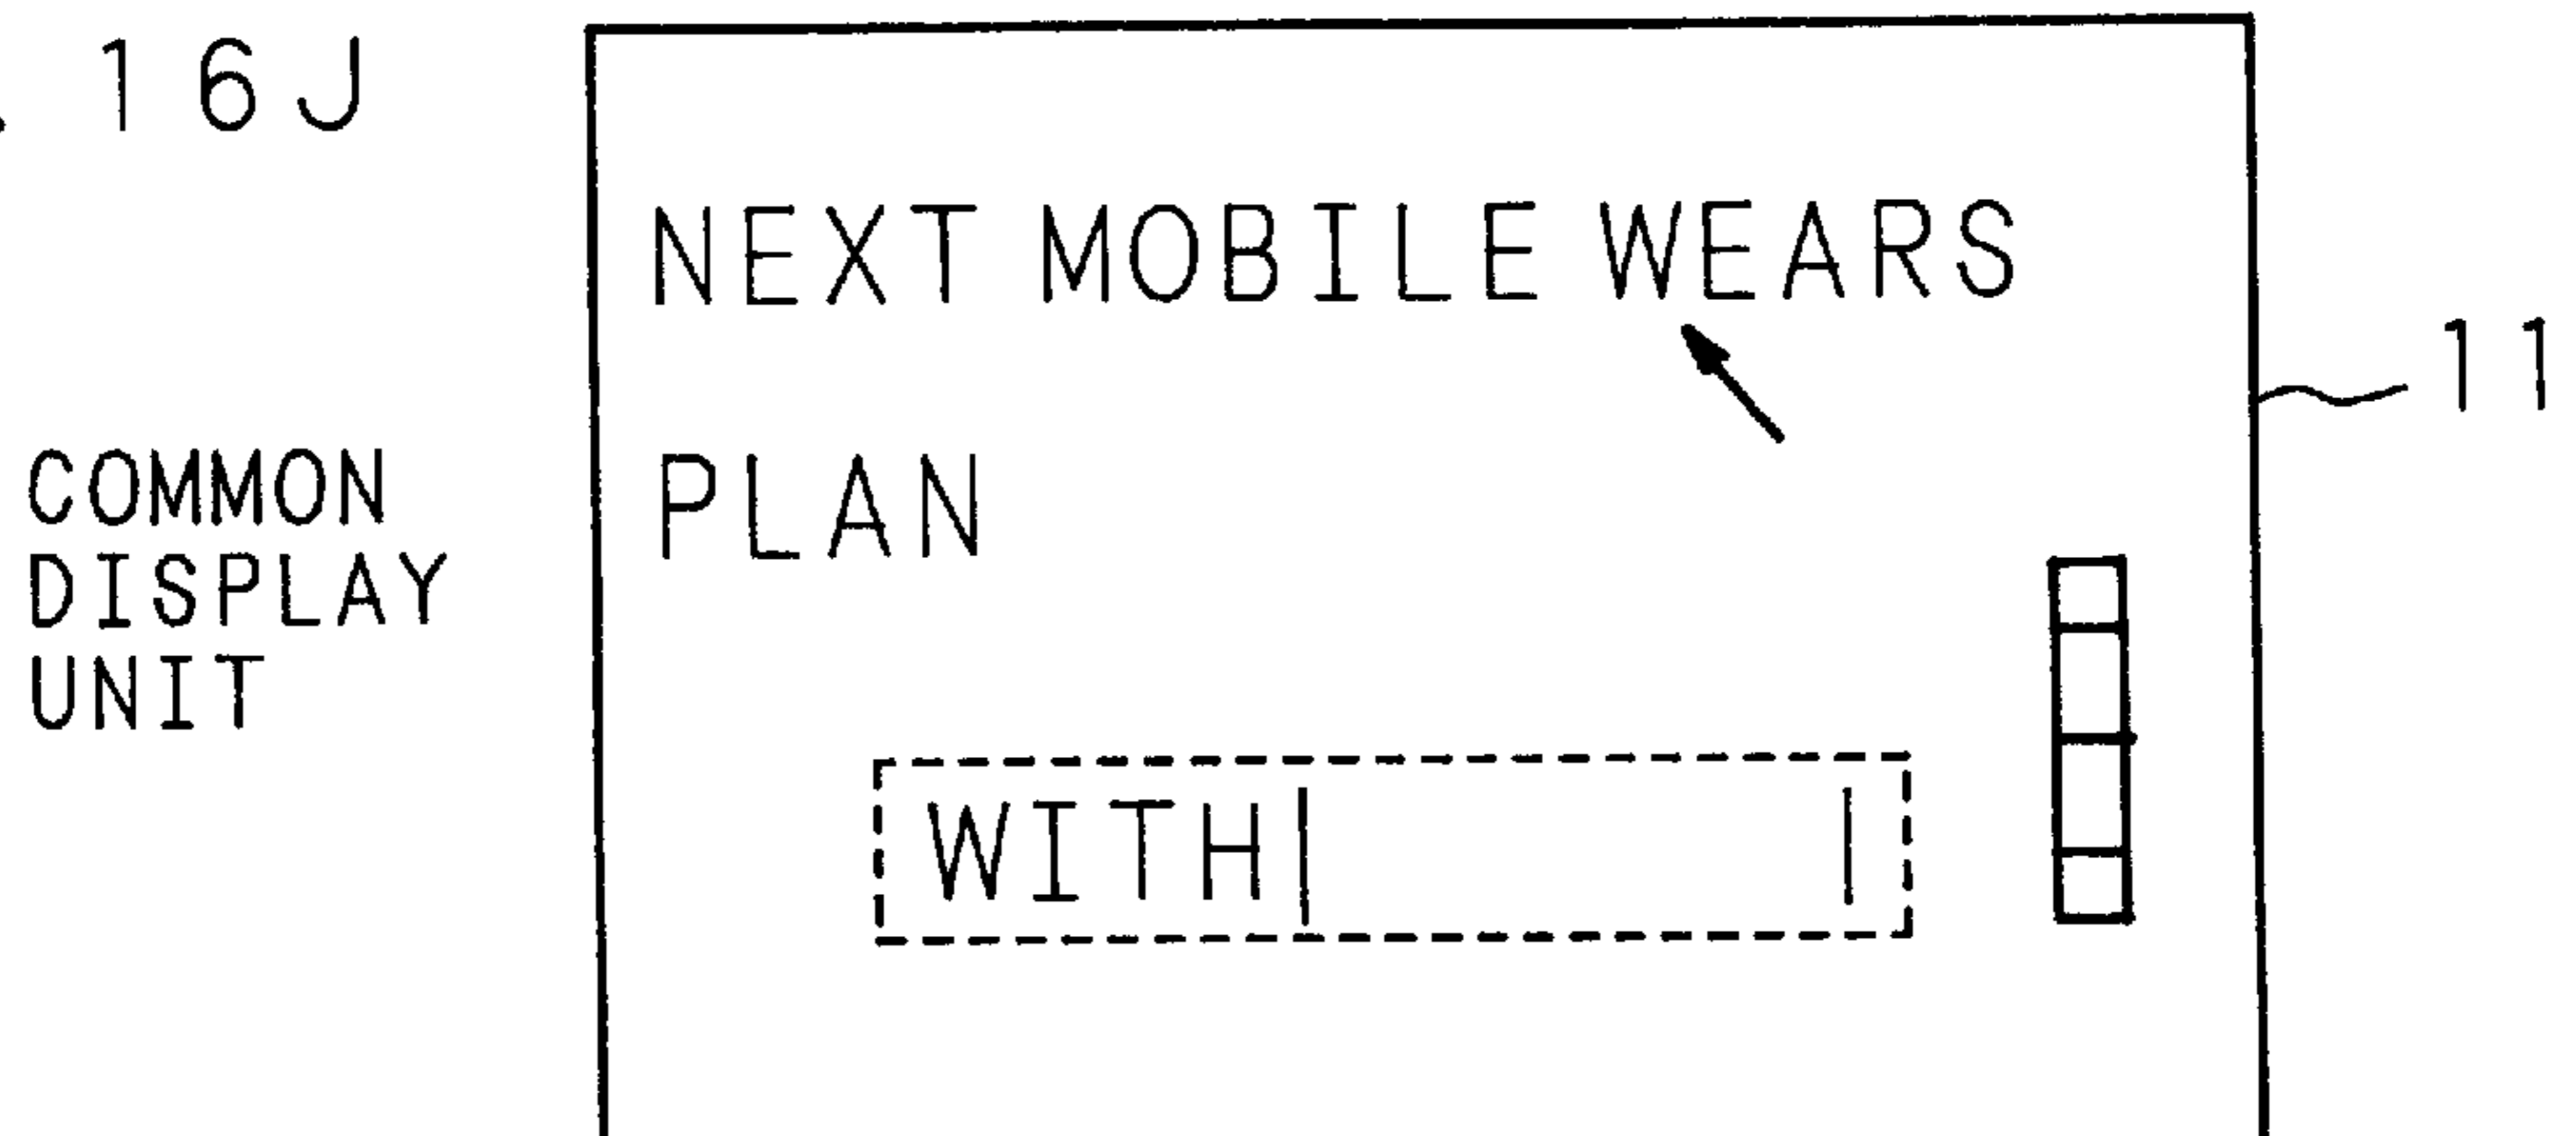 . 16J
NEXT MOBILE WEARS
11
COMMON
DISPLAY
UNIT
PLAN
WITH